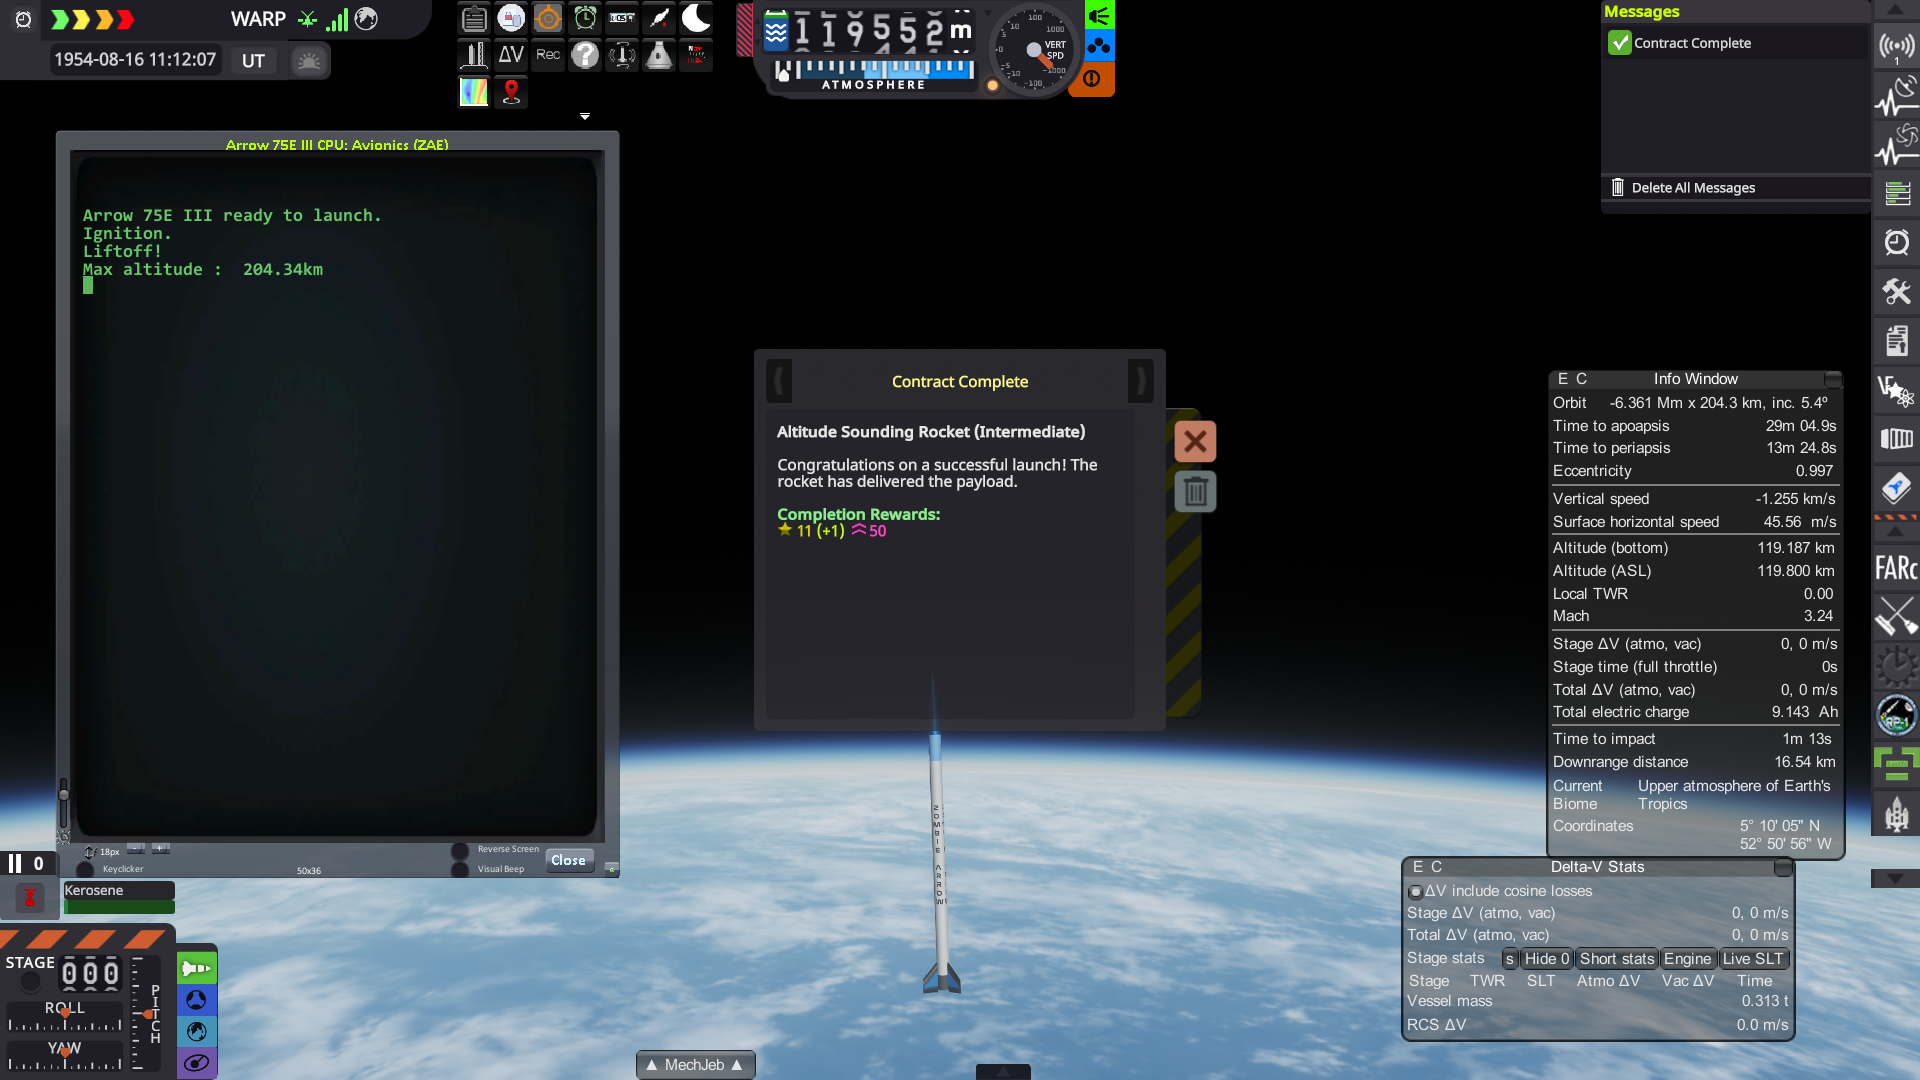 WARP
1954-08-16 11:12:07 UT
ΔV
Rec
119552 m
ATMOSPHERE
VERT SPD
Messages
Contract Complete
Delete All Messages
1
Arrow 75E III CPU: Avionics (ZAE)
Arrow 75E III ready to launch.
Ignition.
Liftoff!
Max altitude :  204.34km
18px
- +
Keyclicker
50x36
Reverse Screen
Visual Beep
Close
Contract Complete
Altitude Sounding Rocket (Intermediate)
Congratulations on a successful launch! The
rocket has delivered the payload.
Completion Rewards:
11 (+1) 50
E C Info Window
Orbit -6.361 Mm x 204.3 km, inc. 5.4º
Time to apoapsis 29m 04.9s
Time to periapsis 13m 24.8s
Eccentricity 0.997
Vertical speed -1.255 km/s
Surface horizontal speed 45.56 m/s
Altitude (bottom) 119.187 km
Altitude (ASL) 119.800 km
Local TWR 0.00
Mach 3.24
Stage ΔV (atmo, vac) 0, 0 m/s
Stage time (full throttle) 0s
Total ΔV (atmo, vac) 0, 0 m/s
Total electric charge 9.143 Ah
Time to impact 1m 13s
Downrange distance 16.54 km
Current Biome Upper atmosphere of Earth's Tropics
Coordinates 5° 10' 05" N
52° 50' 56" W
E C Delta-V Stats
ΔV include cosine losses
Stage ΔV (atmo, vac) 0, 0 m/s
Total ΔV (atmo, vac) 0, 0 m/s
Stage stats s Hide 0 Short stats Engine Live SLT
Stage TWR SLT Atmo ΔV Vac ΔV Time
Vessel mass 0.313 t
RCS ΔV 0.0 m/s
FARc
RP-1
ZOMBIE ARROW
0
Kerosene
STAGE 000
ROLL
YAW
PITCH
▲ MechJeb ▲